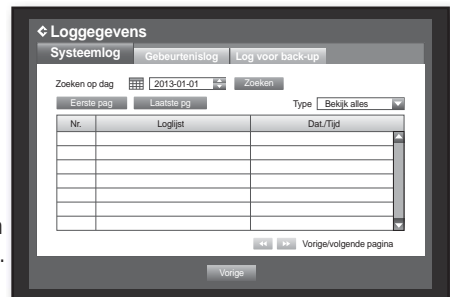 Loggegevens
Systeemlog Gebeurtenislog Log voor back-up
Zoeken op dag 2013-01-01 Zoeken
Eerste pag Laatste pg Type Bekijk alles
Nr. Loglijst Dat./Tijd
Vorige/volgende pagina
Vorige